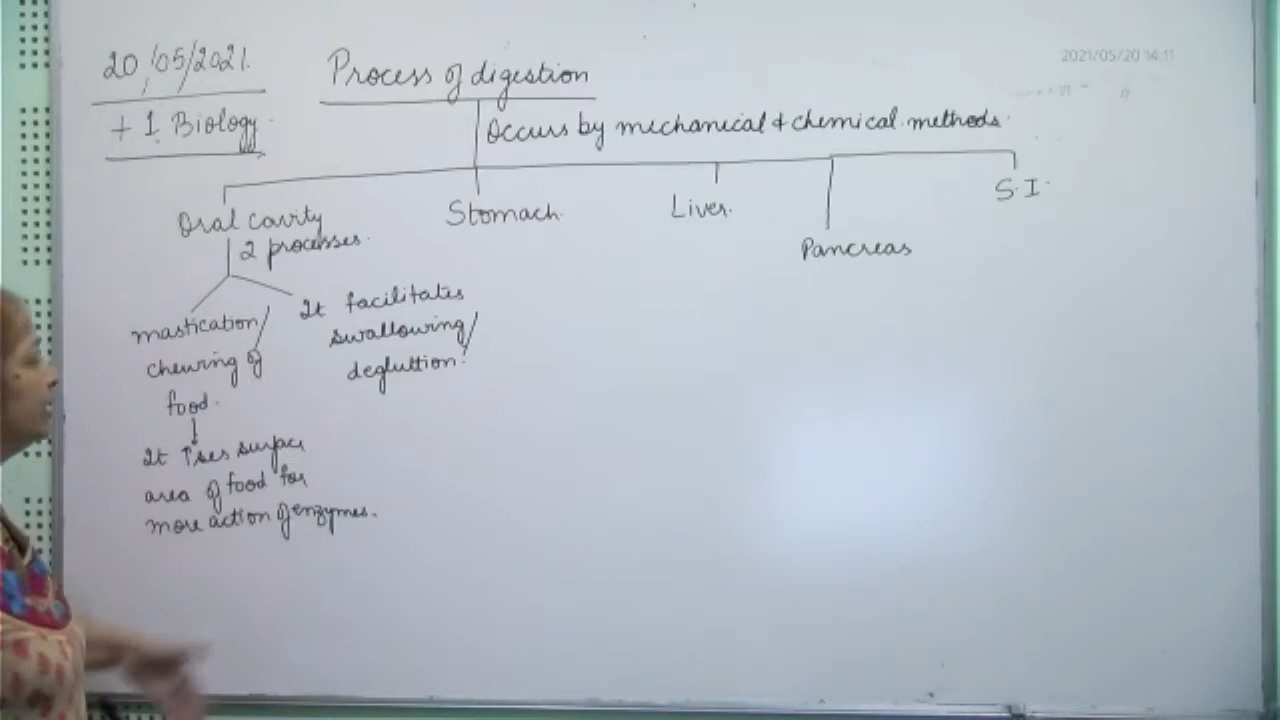 20/05/2021.
+1 Biology.
2021/05/20 14:11
Process of digestion
Occurs by mechanical & chemical methods.
Oral cavity
Stomach.
Liver.
Pancreas
S.I.
2 processes.
mastication/
chewing of
food.
It ↑ses surface
area of food for
more action of enzymes.
It facilitates
swallowing/
degluttion.